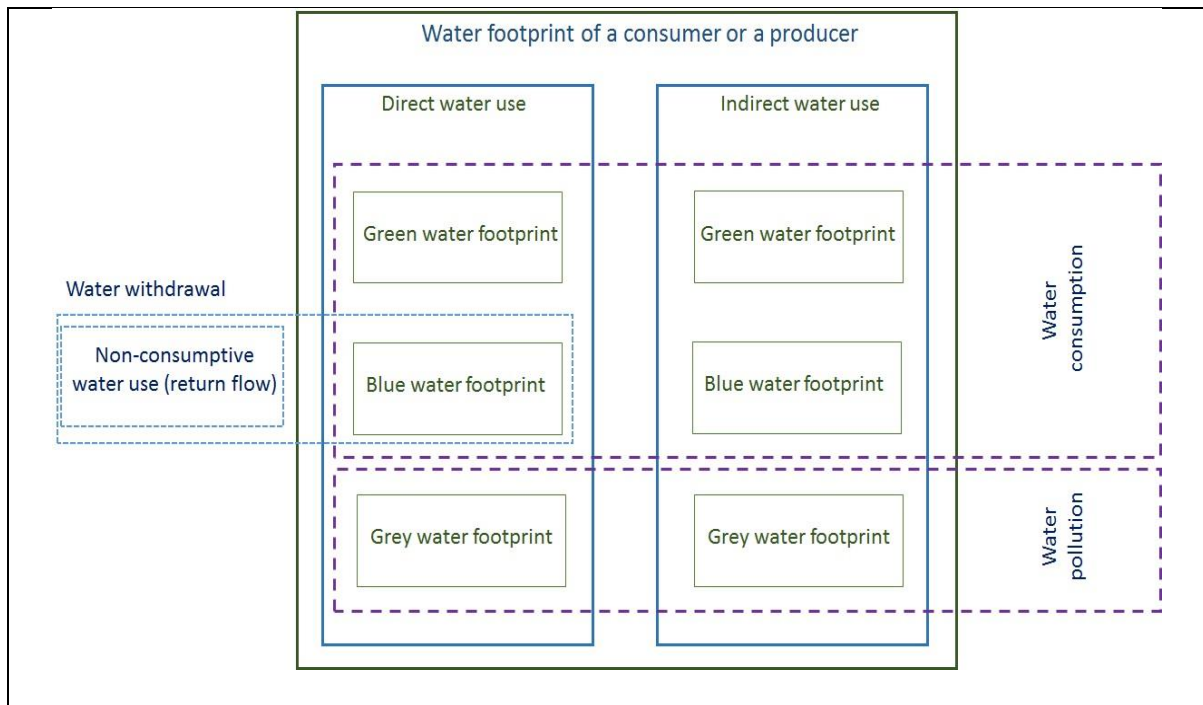 Water footprint of a consumer or a producer
Direct water use
Indirect water use
Green water footprint
Green water footprint
Water withdrawal
Non-consumptive
water use (return flow)
Blue water footprint
Blue water footprint
Water
consumption
Grey water footprint
Grey water footprint
Water
pollution